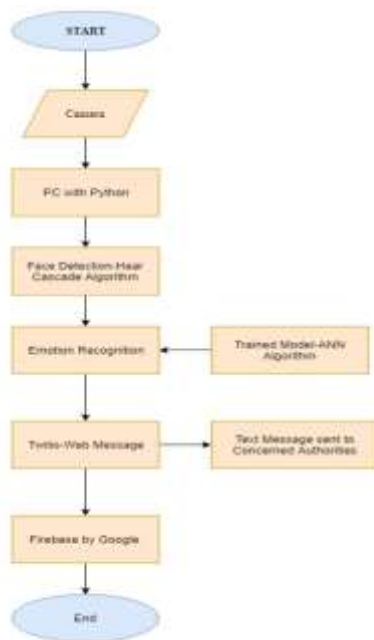 START
Camera
PC with Python
Face Detection-Haar
Cascade Algorithm
Emotion Recognition
Trained Model-ANN
Algorithm
Twilio-Web Message
Text Message sent to
Concerned Authorities
Firebase by Google
End